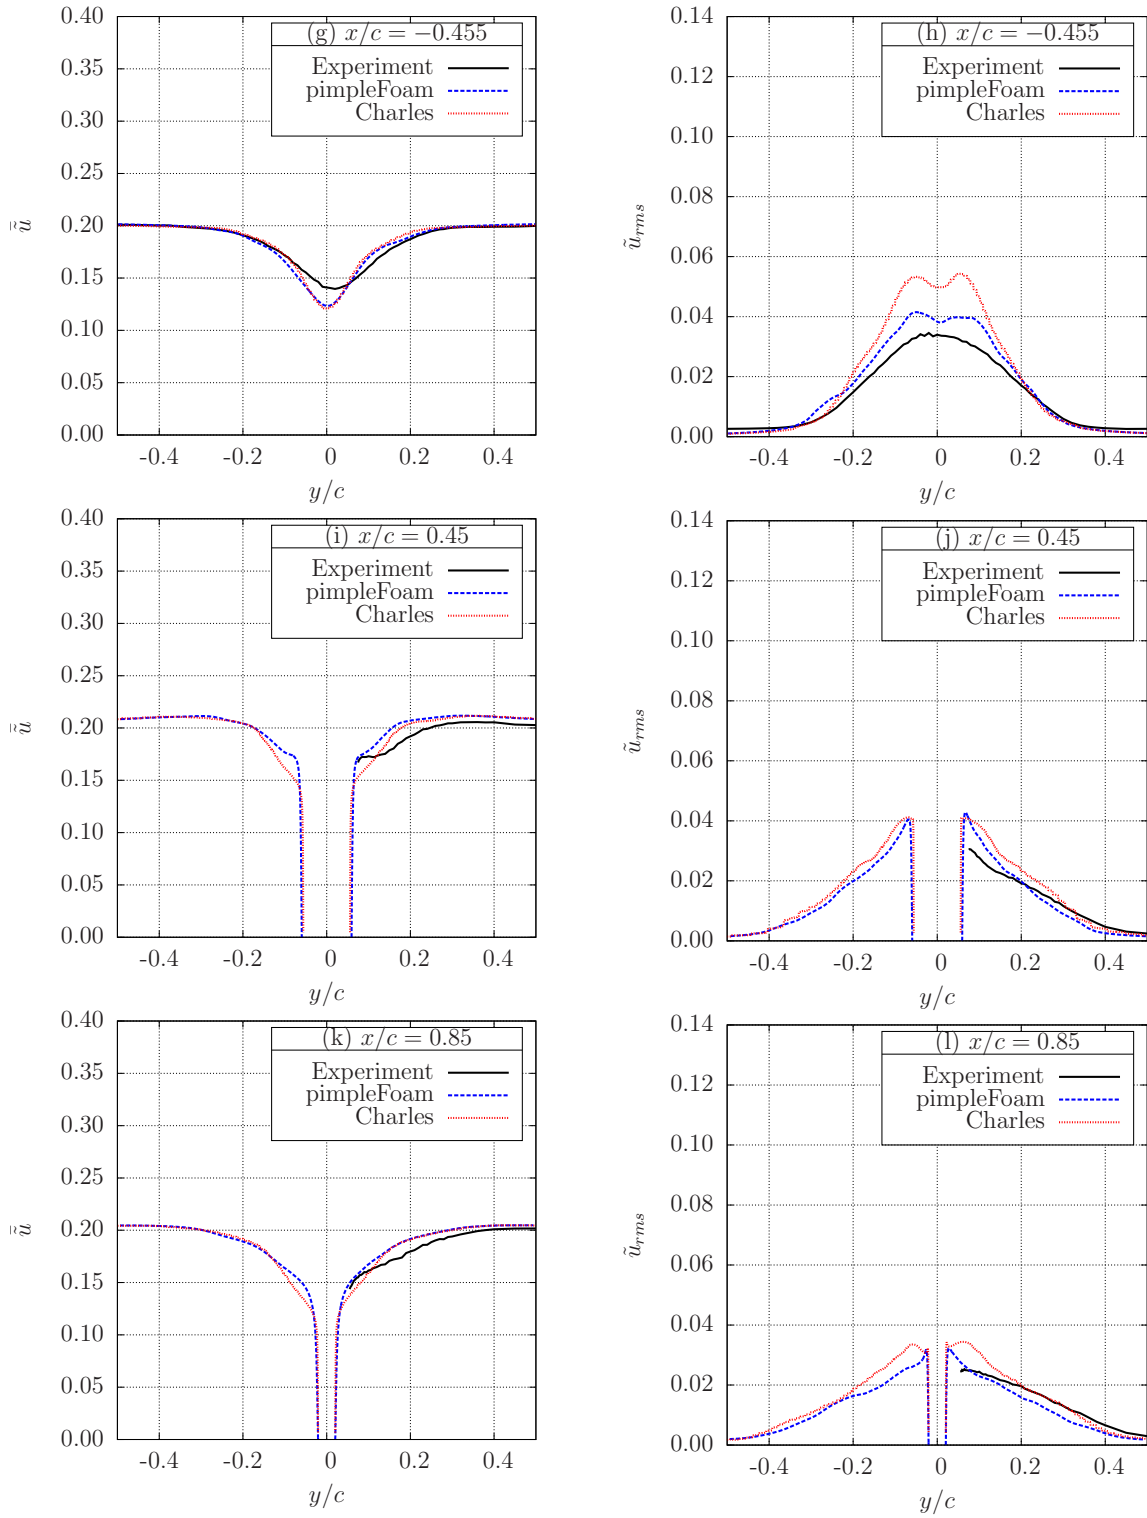 (g) x/c = −0.455
Experiment
pimpleFoam
Charles
0.40
0.35
0.30
0.25
0.20
0.15
0.10
0.05
0.00
-0.4 -0.2 0 0.2 0.4
y/c
ũ̄
(h) x/c = −0.455
Experiment
pimpleFoam
Charles
0.14
0.12
0.10
0.08
0.06
0.04
0.02
0.00
-0.4 -0.2 0 0.2 0.4
y/c
ũrms
(i) x/c = 0.45
Experiment
pimpleFoam
Charles
0.40
0.35
0.30
0.25
0.20
0.15
0.10
0.05
0.00
-0.4 -0.2 0 0.2 0.4
y/c
ũ̄
(j) x/c = 0.45
Experiment
pimpleFoam
Charles
0.14
0.12
0.10
0.08
0.06
0.04
0.02
0.00
-0.4 -0.2 0 0.2 0.4
y/c
ũrms
(k) x/c = 0.85
Experiment
pimpleFoam
Charles
0.40
0.35
0.30
0.25
0.20
0.15
0.10
0.05
0.00
-0.4 -0.2 0 0.2 0.4
y/c
ũ̄
(l) x/c = 0.85
Experiment
pimpleFoam
Charles
0.14
0.12
0.10
0.08
0.06
0.04
0.02
0.00
-0.4 -0.2 0 0.2 0.4
y/c
ũrms